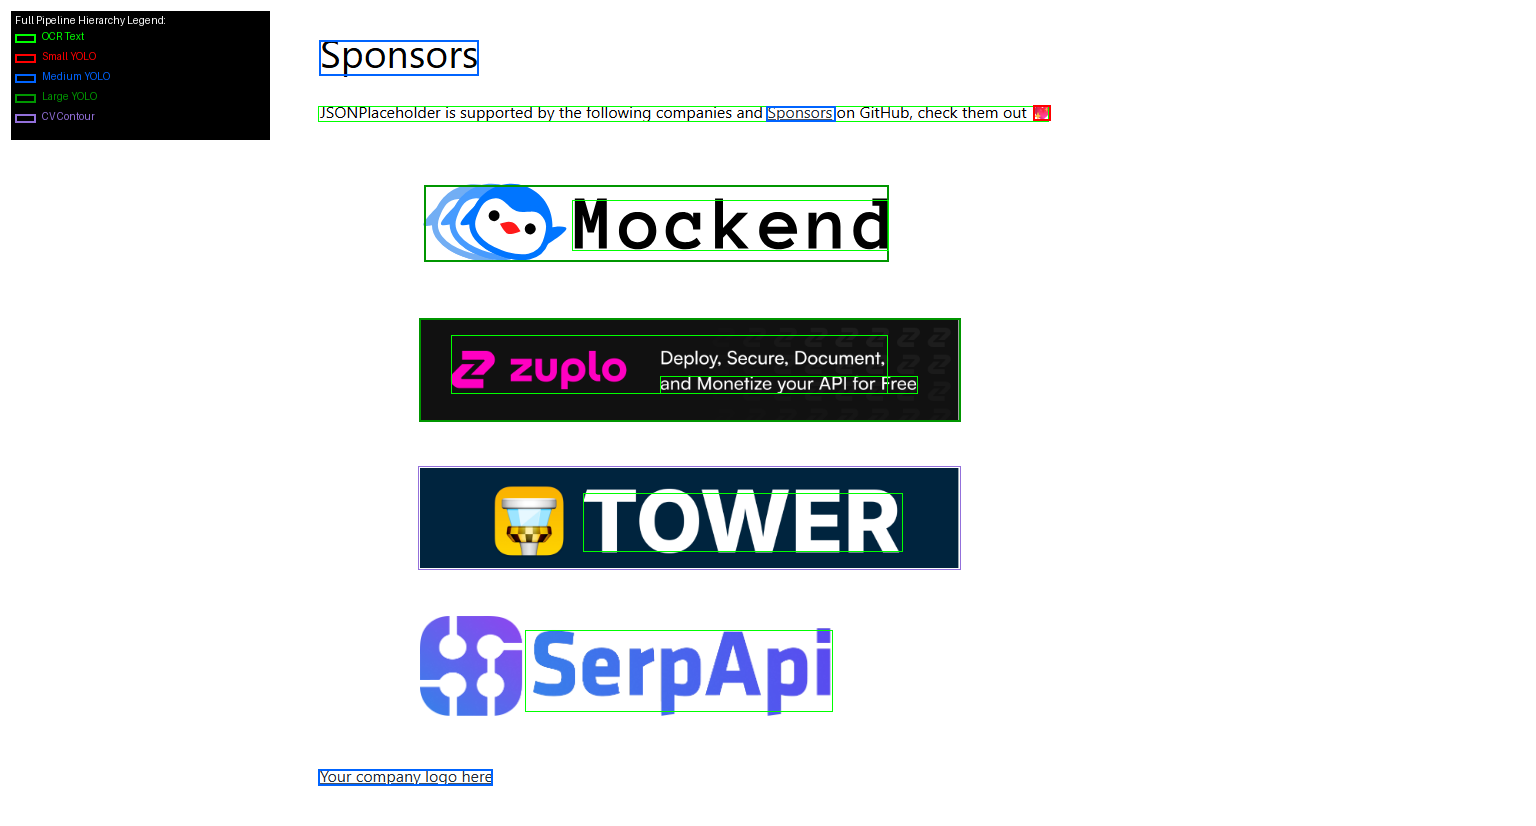 Full Pipeline Hierarchy Legend:
OCR Text
Small YOLO
Medium YOLO
Large YOLO
CV Contour
Sponsors
JSONPlaceholder is supported by the following companies and Sponsors on GitHub, check them out 💖
Mockend
zuplo
Deploy, Secure, Document,
and Monetize your API for Free
TOWER
SerpApi
Your company logo here